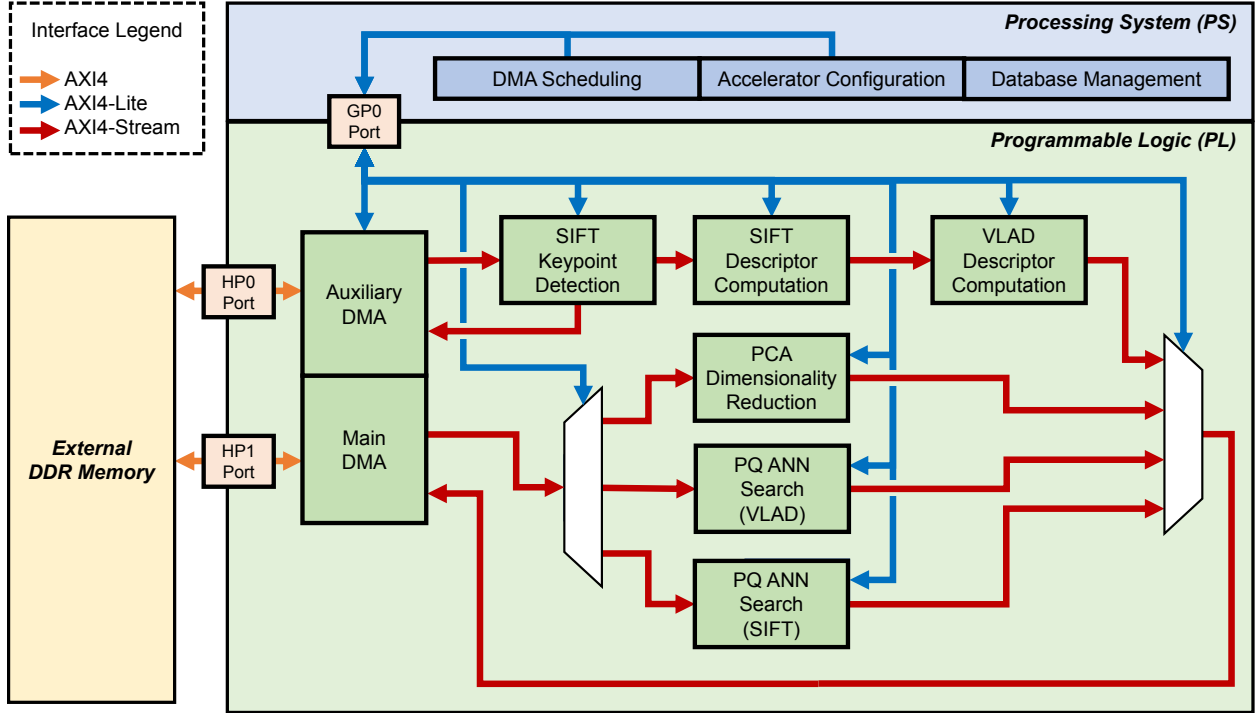 Interface Legend
AXI4
AXI4-Lite
AXI4-Stream
Processing System (PS)
DMA Scheduling
Accelerator Configuration
Database Management
GP0
Port
Programmable Logic (PL)
External
DDR Memory
HP0
Port
HP1
Port
Auxiliary
DMA
Main
DMA
SIFT
Keypoint
Detection
SIFT
Descriptor
Computation
VLAD
Descriptor
Computation
PCA
Dimensionality
Reduction
PQ ANN
Search
(VLAD)
PQ ANN
Search
(SIFT)